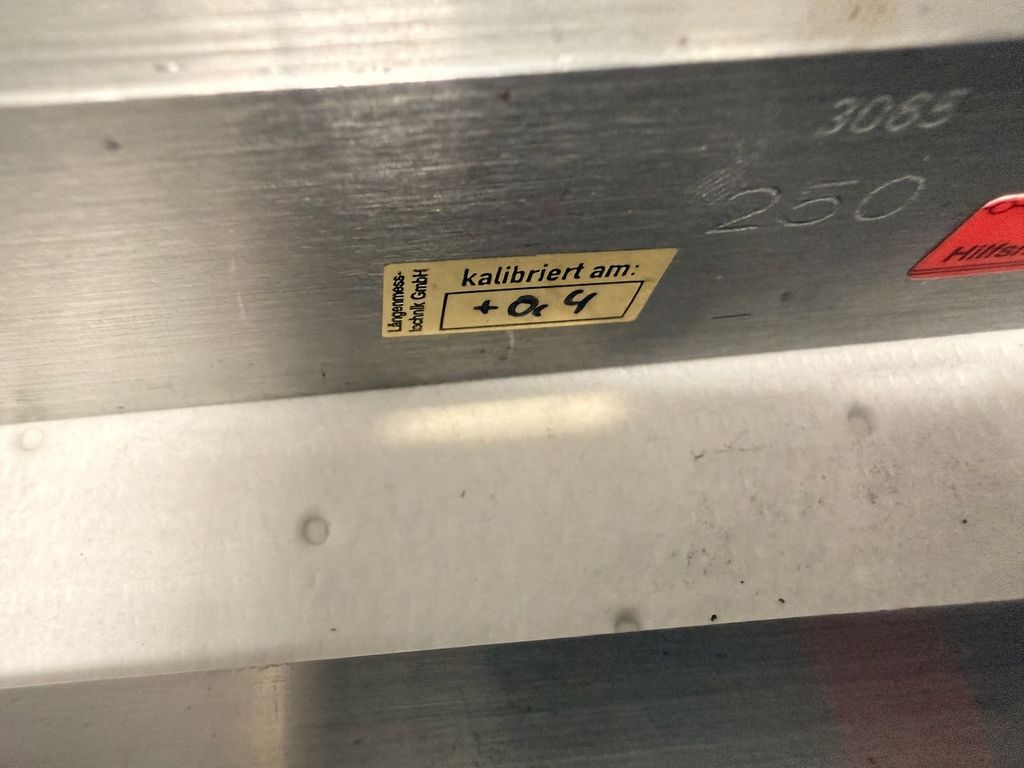 3065
250
Längenmess-
technik GmbH
kalibriert am:
+ 0,4